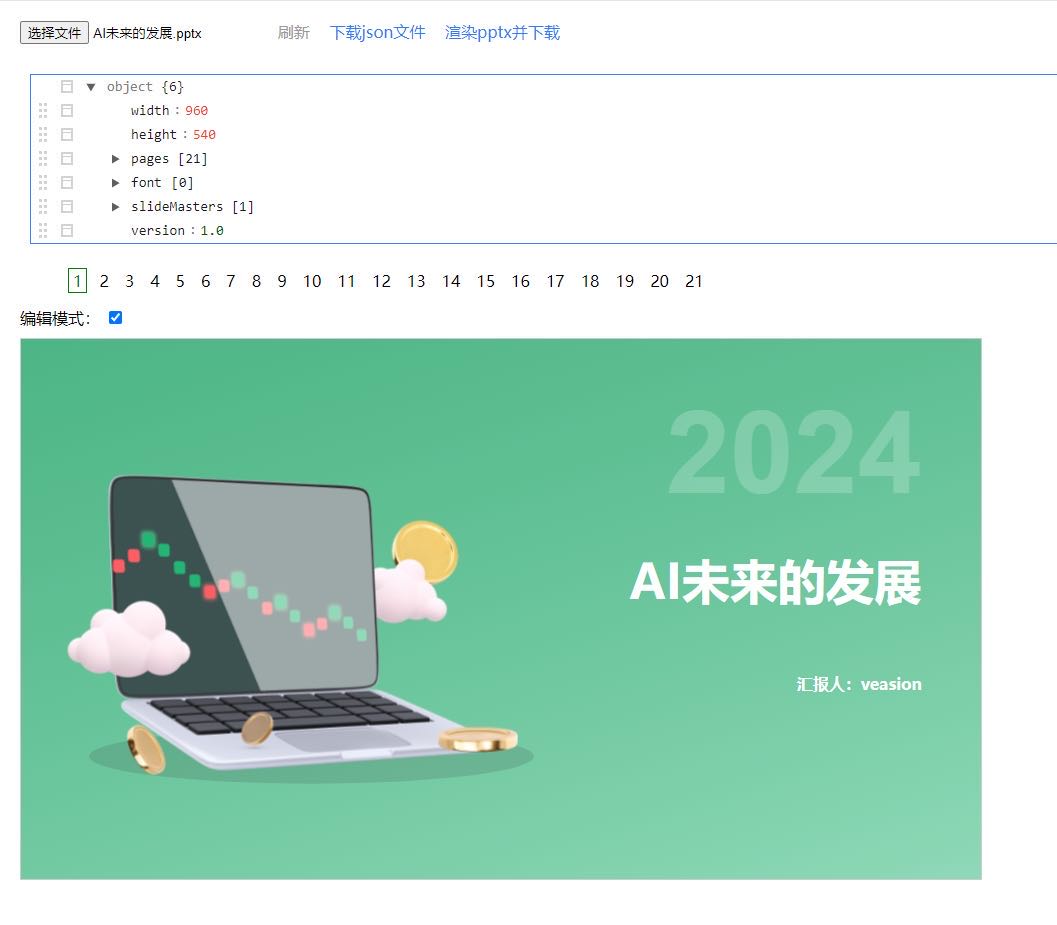 选择文件 AI未来的发展.pptx 刷新 下载json文件 渲染pptx并下载
object {6}
width : 960
height : 540
pages [21]
font [0]
slideMasters [1]
version : 1.0
1 2 3 4 5 6 7 8 9 10 11 12 13 14 15 16 17 18 19 20 21
编辑模式：
2024
AI未来的发展
汇报人：veasion